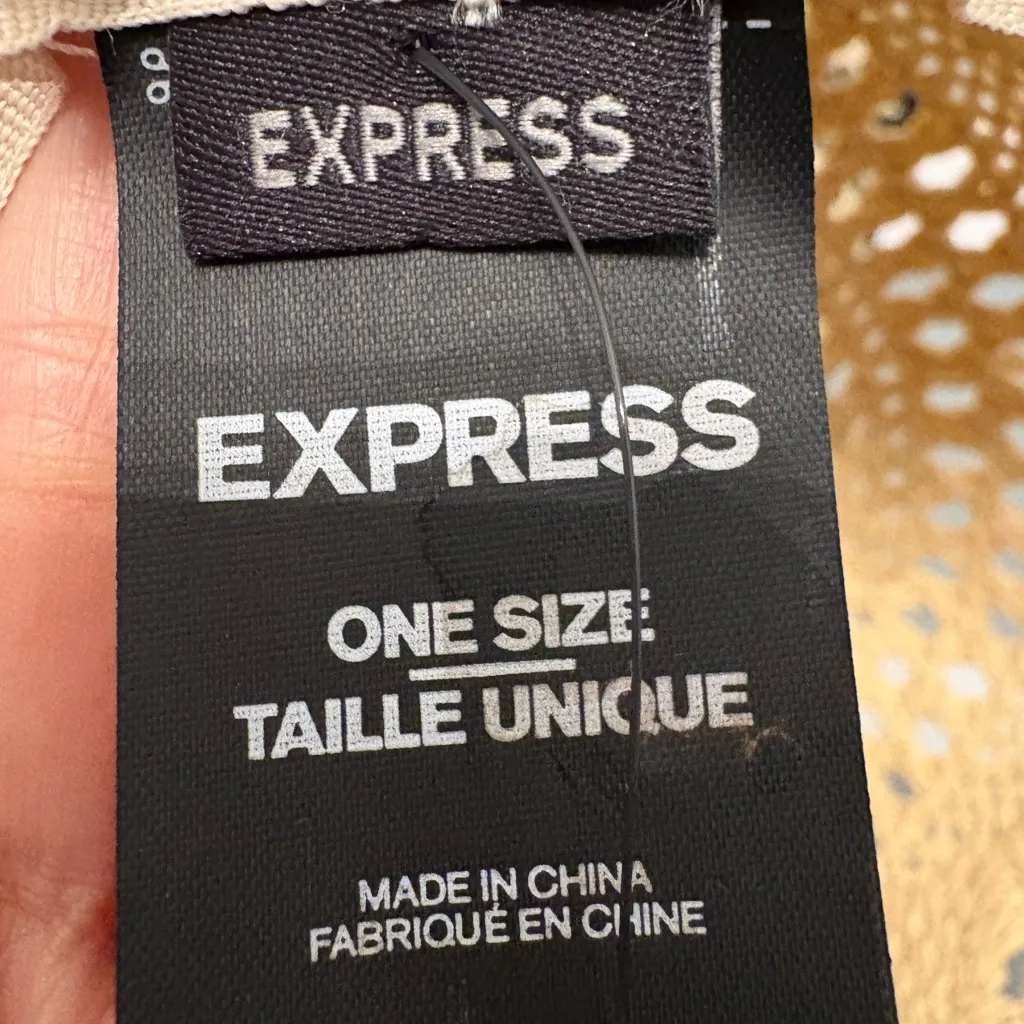 EXPRESS
EXPRESS
ONE SIZE
TAILLE UNIQUE
MADE IN CHINA
FABRIQUÉ EN CHINE